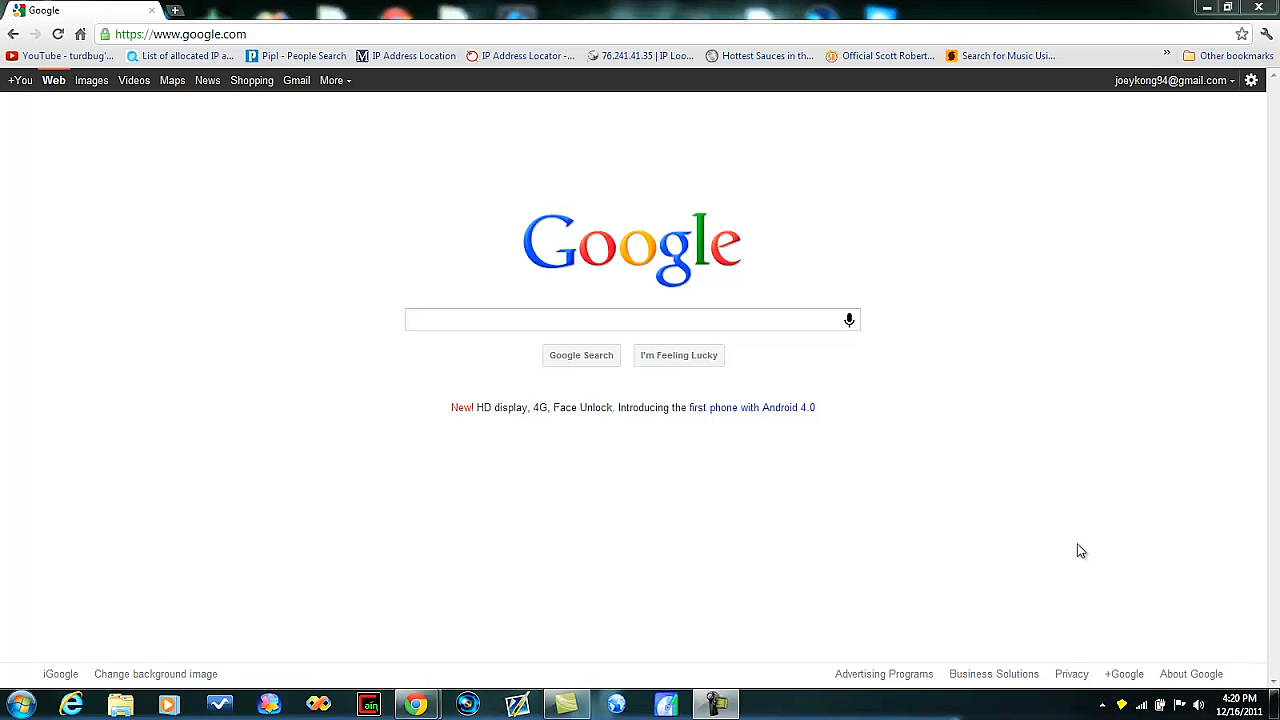 Google
https://www.google.com
YouTube - turdbug'... List of allocated IP a... Pip! - People Search IP Address Location IP Address Locator -... 76.241.41.35 | IP Loo... Hottest Sauces in th... Official Scott Robert... Search for Music Usi... » Other bookmarks
+You Web Images Videos Maps News Shopping Gmail More joeykong94@gmail.com
Google
Google Search I'm Feeling Lucky
New! HD display, 4G, Face Unlock. Introducing the first phone with Android 4.0
iGoogle Change background image Advertising Programs Business Solutions Privacy +Google About Google
Cain
4:20 PM
12/16/2011